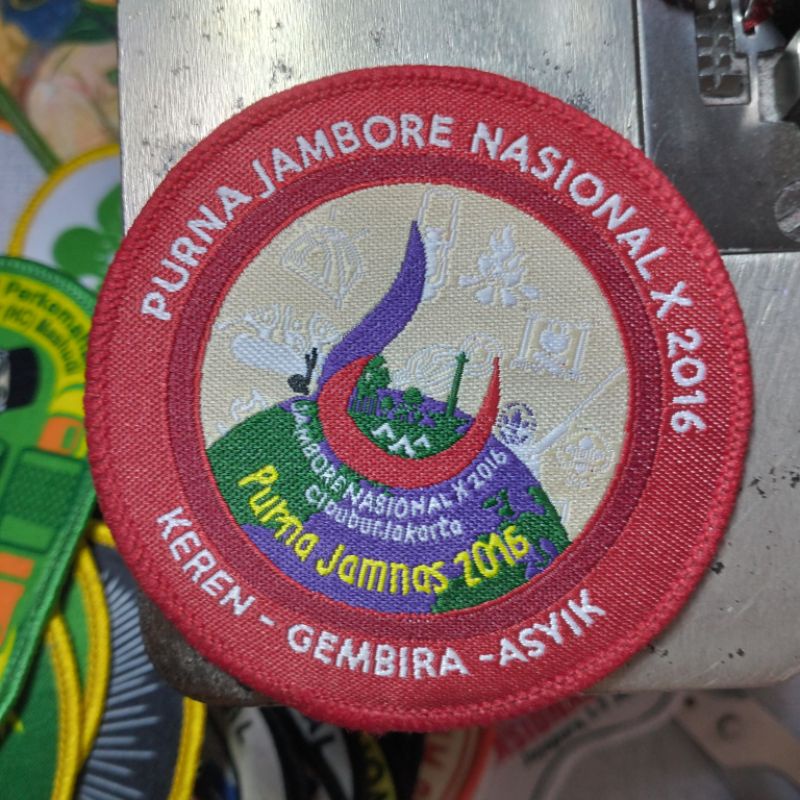 PURNA JAMBORE NASIONAL X 2016
JAMBORE NASIONAL X 2016
Cibubur Jakarta
Purna Jamnas 2016
KEREN - GEMBIRA - ASYIK